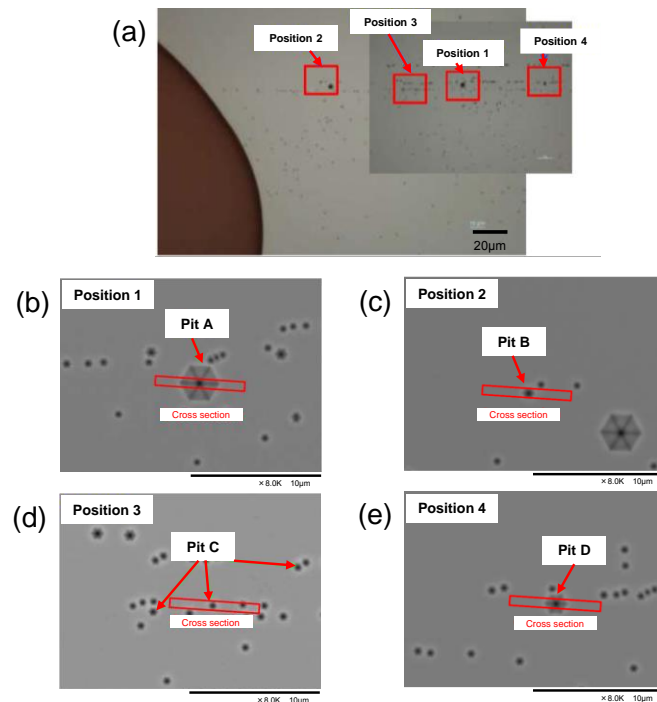 (a)
Position 3
Position 2
Position 1
Position 4
20μm
(b)
Position 1
Pit A
Cross section
×8.0K 10μm
(c)
Position 2
Pit B
Cross section
×8.0K 10μm
(d)
Position 3
Pit C
Cross section
×8.0K 10μm
(e)
Position 4
Pit D
Cross section
×8.0K 10μm